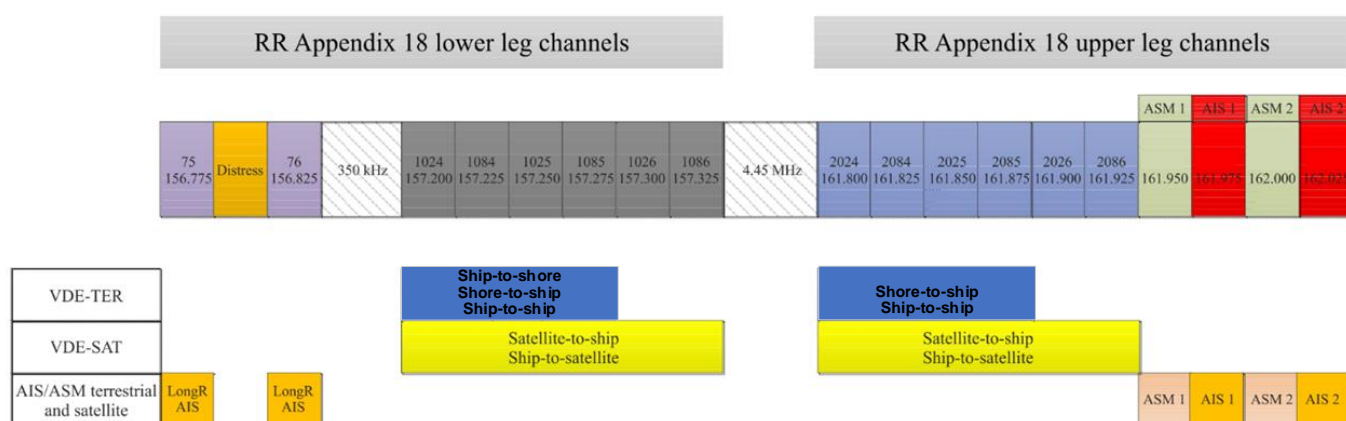 RR Appendix 18 lower leg channels
RR Appendix 18 upper leg channels
ASM 1
AIS 1
ASM 2
AIS 2
75
156.775
Distress
76
156.825
350 kHz
1024
157.200
1084
157.225
1025
157.250
1085
157.275
1026
157.300
1086
157.325
4.45 MHz
2024
161.800
2084
161.825
2025
161.850
2085
161.875
2026
161.900
2086
161.925
161.950
161.975
162.000
VDE-TER
Ship-to-shore
Shore-to-ship
Ship-to-ship
Shore-to-ship
Ship-to-ship
VDE-SAT
Satellite-to-ship
Ship-to-satellite
Satellite-to-ship
Ship-to-satellite
AIS/ASM terrestrial
and satellite
LongR
AIS
LongR
AIS
ASM 1
AIS 1
ASM 2
AIS 2